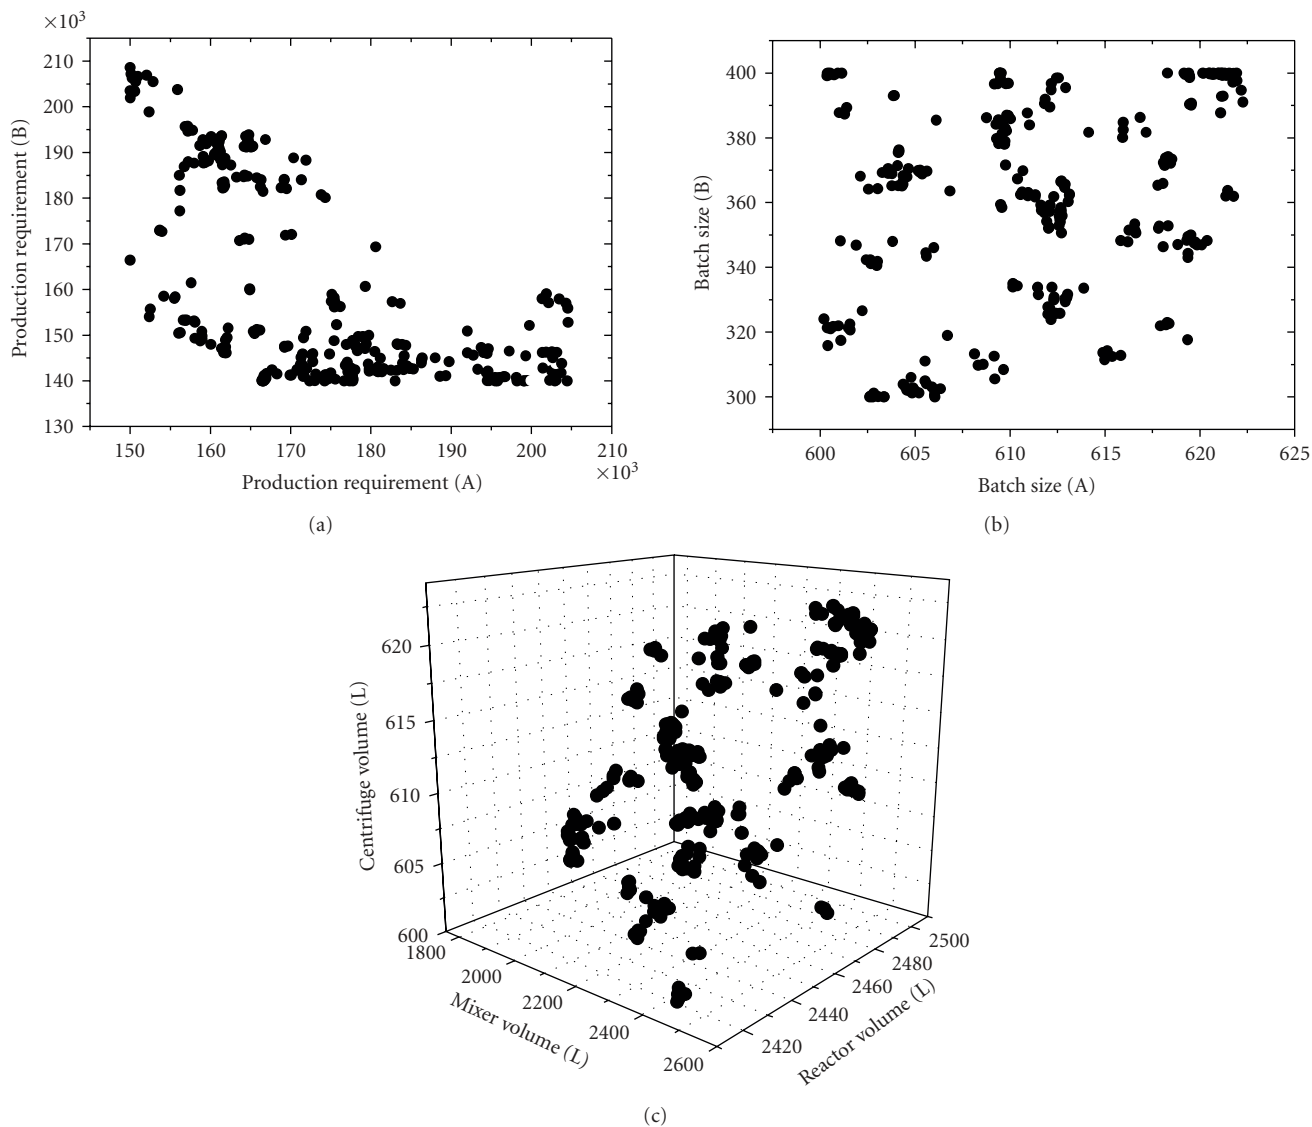 ×10³
210
200
190
180
170
160
150
140
130
Production requirement (B)
150 160 170 180 190 200 210
×10³
Production requirement (A)
(a)
400
380
360
340
320
300
Batch size (B)
600 605 610 615 620 625
Batch size (A)
(b)
620
615
610
605
600
Centrifuge volume (L)
1800
2000
2200
2400
2600
Mixer volume (L)
2420
2440
2460
2480
2500
Reactor volume (L)
(c)